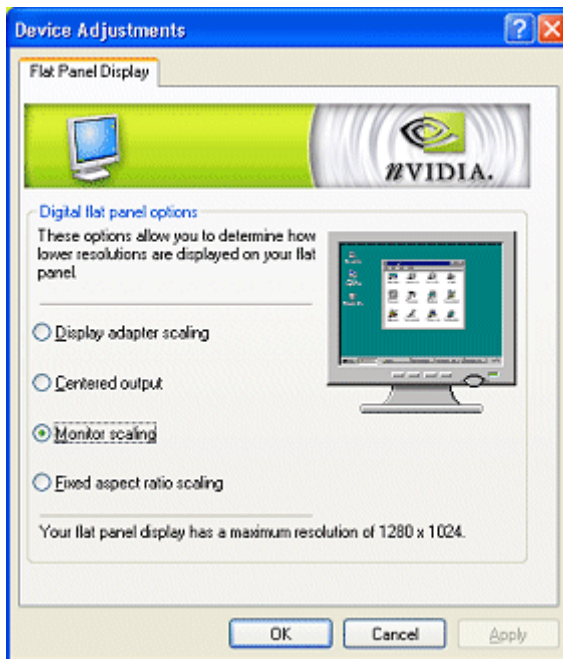 Device Adjustments
Flat Panel Display
nVIDIA.
Digital flat panel options
These options allow you to determine how
lower resolutions are displayed on your flat
panel.
Display adapter scaling
Centered output
Monitor scaling
Fixed aspect ratio scaling
Your flat panel display has a maximum resolution of 1280 x 1024.
OK
Cancel
Apply